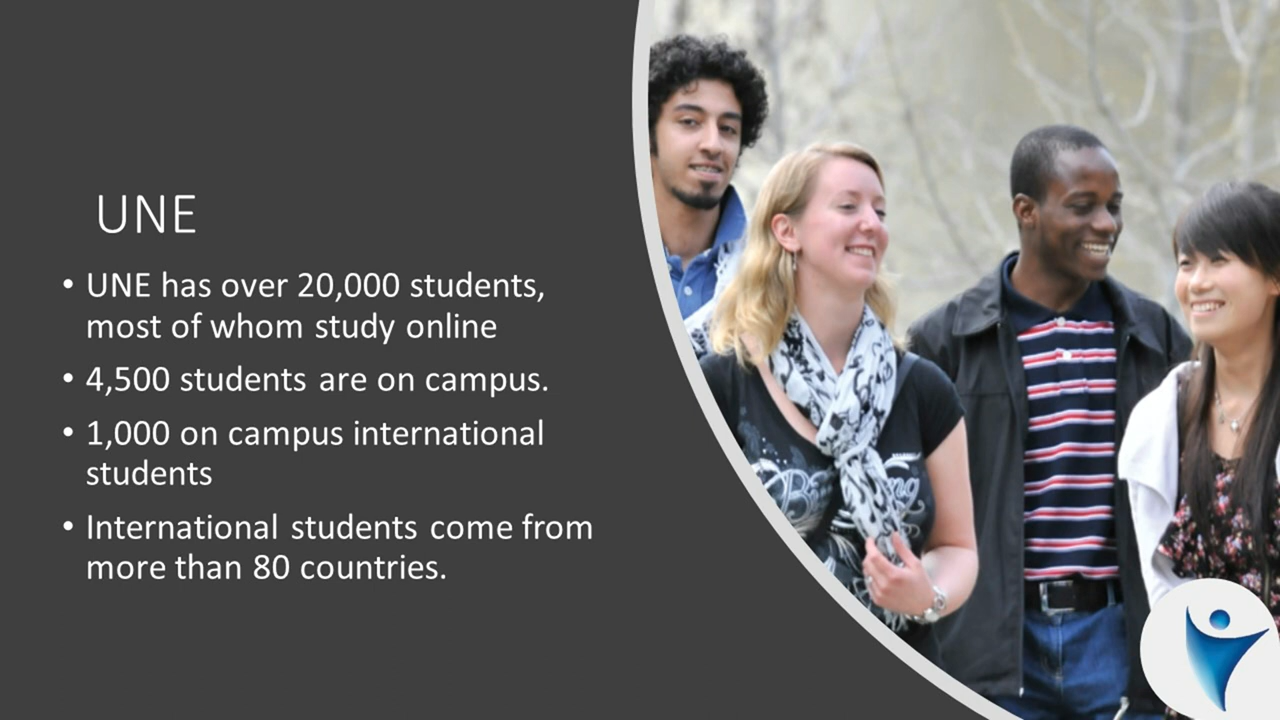 UNE
• UNE has over 20,000 students,
most of whom study online
• 4,500 students are on campus.
• 1,000 on campus international
students
• International students come from
more than 80 countries.